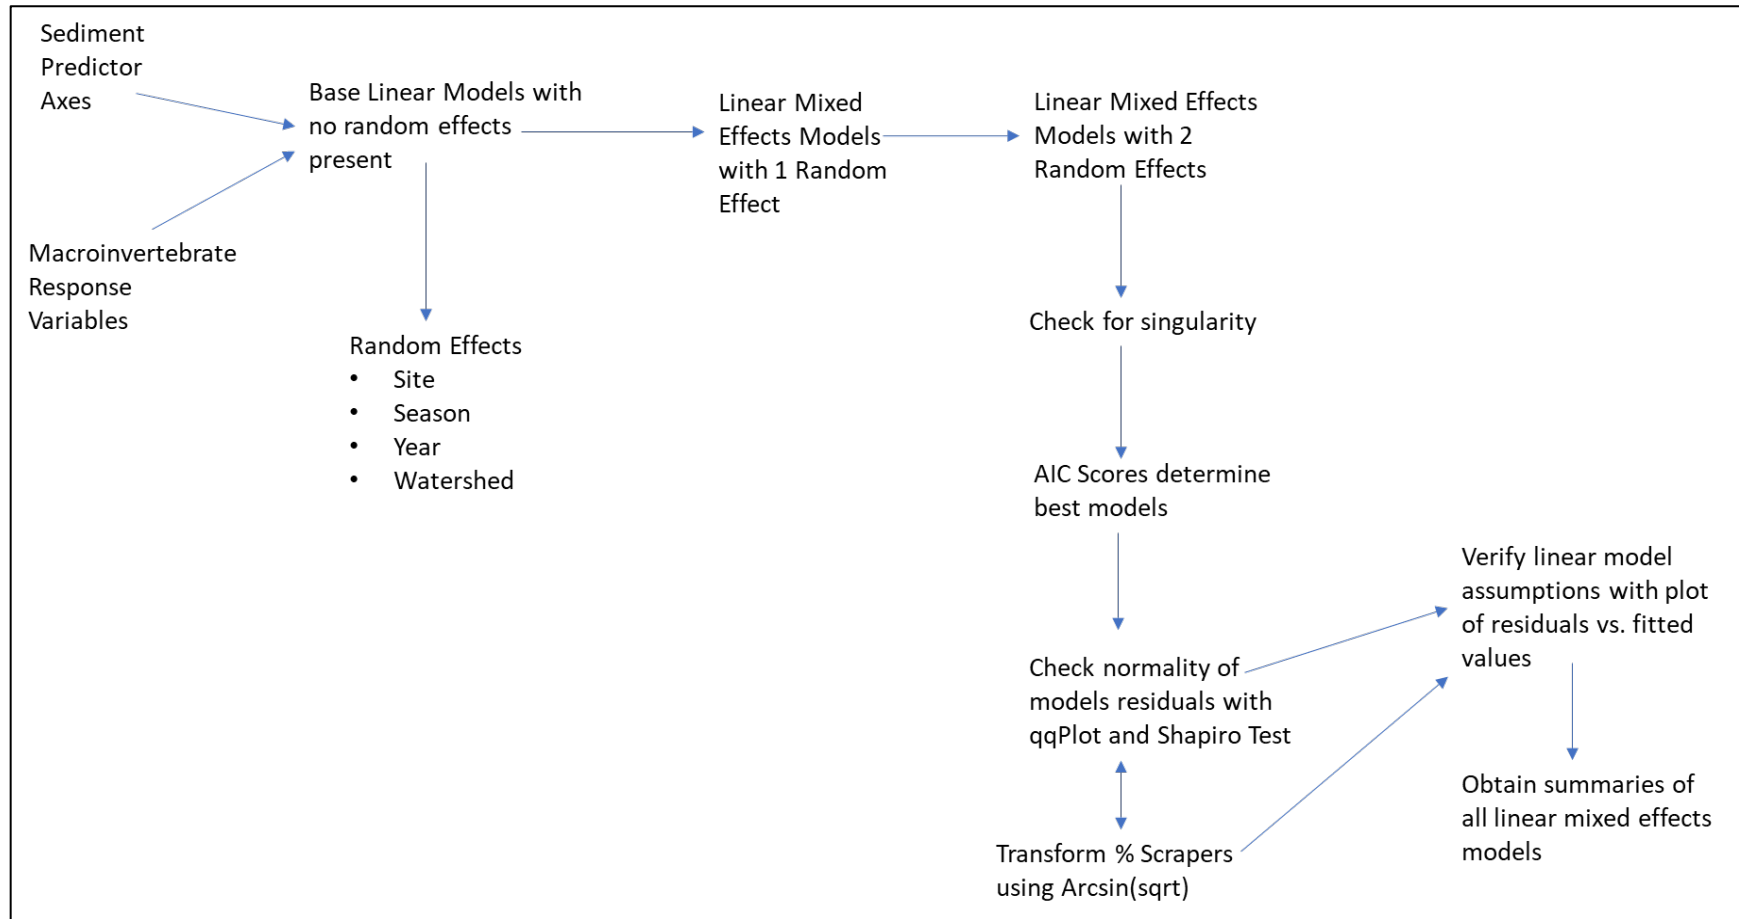 Sediment
Predictor
Axes
Macroinvertebrate
Response
Variables
Base Linear Models with
no random effects
present
Random Effects
• Site
• Season
• Year
• Watershed
Linear Mixed
Effects Models
with 1 Random
Effect
Linear Mixed Effects
Models with 2
Random Effects
Check for singularity
AIC Scores determine
best models
Check normality of
models residuals with
qqPlot and Shapiro Test
Transform % Scrapers
using Arcsin(sqrt)
Verify linear model
assumptions with plot
of residuals vs. fitted
values
Obtain summaries of
all linear mixed effects
models